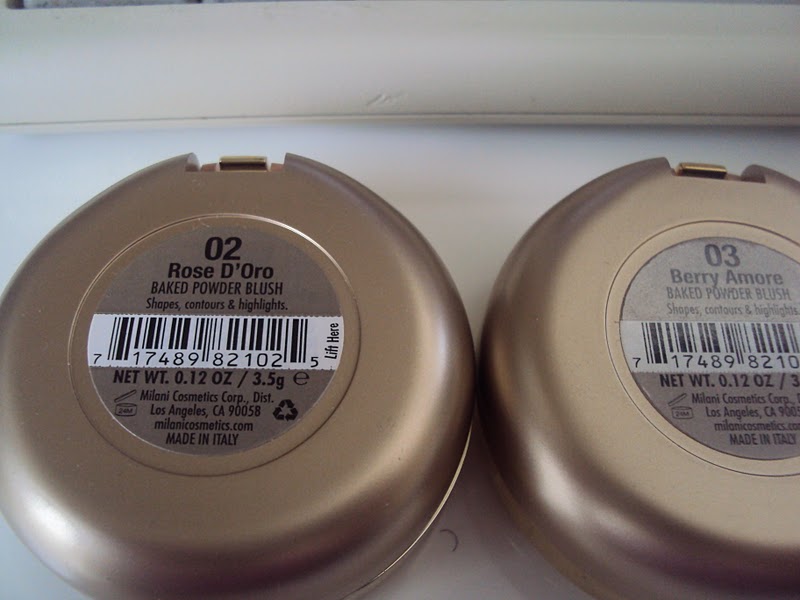 02
Rose D'Oro
BAKED POWDER BLUSH
Shapes, contours & highlights.
7 17489 82102 5
Lift Here
NET WT. 0.12 OZ / 3.5g ℮
24M
Milani Cosmetics Corp., Dist.
Los Angeles, CA 90058
milanicosmetics.com
MADE IN ITALY
03
Berry Amore
BAKED POWDER BLUSH
Shapes, contours & highlights.
7 17489 8210
NET WT. 0.12 OZ / 3.
24M
Milani Cosmetics Corp.,
Los Angeles, CA 9005
milanicosmetics.com
MADE IN ITALY